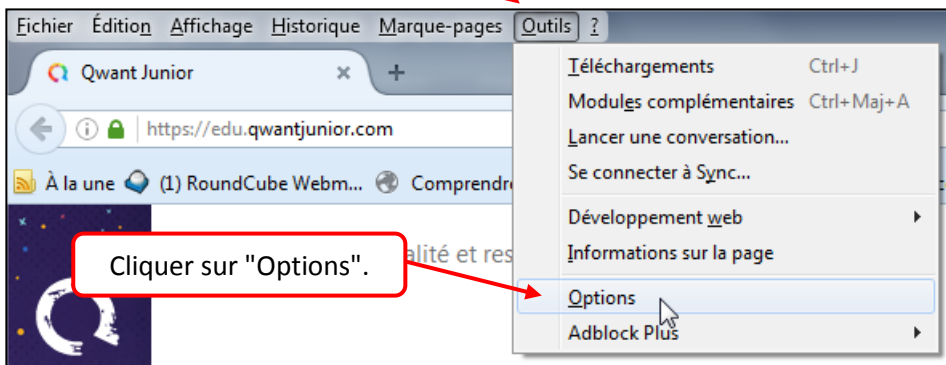 Fichier Édition Affichage Historique Marque-pages Outils ?
Qwant Junior × +
https://edu.qwantjunior.com
À la une (1) RoundCube Webm... Comprendr
Téléchargements Ctrl+J
Modules complémentaires Ctrl+Maj+A
Lancer une conversation...
Se connecter à Sync...
Développement web
Informations sur la page
Options
Adblock Plus
Cliquer sur "Options".
alité et res